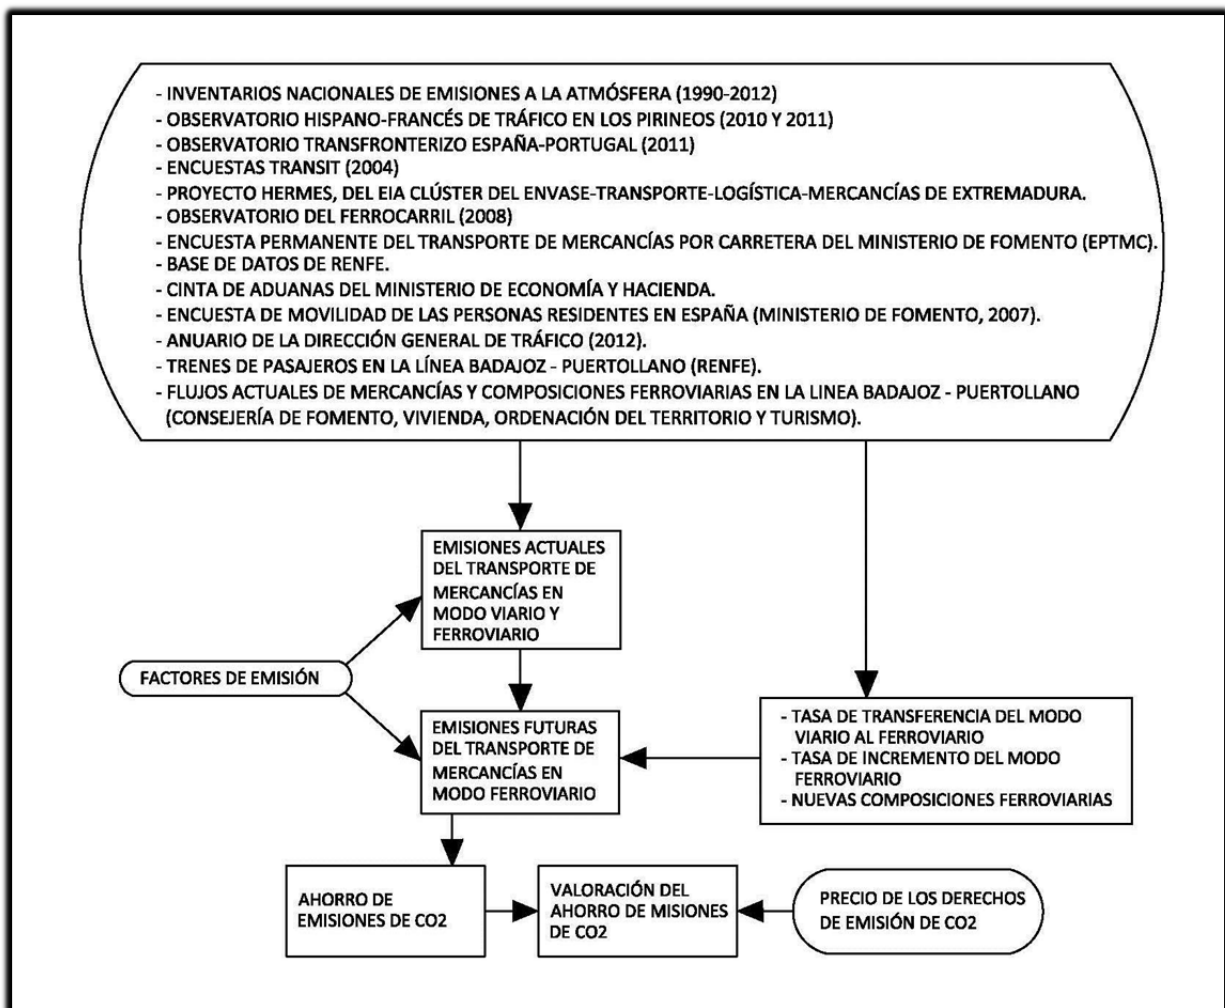 - INVENTARIOS NACIONALES DE EMISIONES A LA ATMÓSFERA (1990-2012)
- OBSERVATORIO HISPANO-FRANCÉS DE TRÁFICO EN LOS PIRINEOS (2010 Y 2011)
- OBSERVATORIO TRANSFRONTERIZO ESPAÑA-PORTUGAL (2011)
- ENCUESTAS TRANSIT (2004)
- PROYECTO HERMES, DEL EIA CLÚSTER DEL ENVASE-TRANSPORTE-LOGÍSTICA-MERCANCÍAS DE EXTREMADURA.
- OBSERVATORIO DEL FERROCARRIL (2008)
- ENCUESTA PERMANENTE DEL TRANSPORTE DE MERCANCÍAS POR CARRETERA DEL MINISTERIO DE FOMENTO (EPTMC).
- BASE DE DATOS DE RENFE.
- CINTA DE ADUANAS DEL MINISTERIO DE ECONOMÍA Y HACIENDA.
- ENCUESTA DE MOVILIDAD DE LAS PERSONAS RESIDENTES EN ESPAÑA (MINISTERIO DE FOMENTO, 2007).
- ANUARIO DE LA DIRECCIÓN GENERAL DE TRÁFICO (2012).
- TRENES DE PASAJEROS EN LA LÍNEA BADAJOZ - PUERTOLLANO (RENFE).
- FLUJOS ACTUALES DE MERCANCÍAS Y COMPOSICIONES FERROVIARIAS EN LA LINEA BADAJOZ - PUERTOLLANO
(CONSEJERÍA DE FOMENTO, VIVIENDA, ORDENACIÓN DEL TERRITORIO Y TURISMO).
EMISIONES ACTUALES
DEL TRANSPORTE DE
MERCANCÍAS EN
MODO VIARIO Y
FERROVIARIO
FACTORES DE EMISIÓN
EMISIONES FUTURAS
DEL TRANSPORTE DE
MERCANCÍAS EN
MODO FERROVIARIO
- TASA DE TRANSFERENCIA DEL MODO
VIARIO AL FERROVIARIO
- TASA DE INCREMENTO DEL MODO
FERROVIARIO
- NUEVAS COMPOSICIONES FERROVIARIAS
AHORRO DE
EMISIONES DE CO2
VALORACIÓN DEL
AHORRO DE MISIONES
DE CO2
PRECIO DE LOS DERECHOS
DE EMISIÓN DE CO2